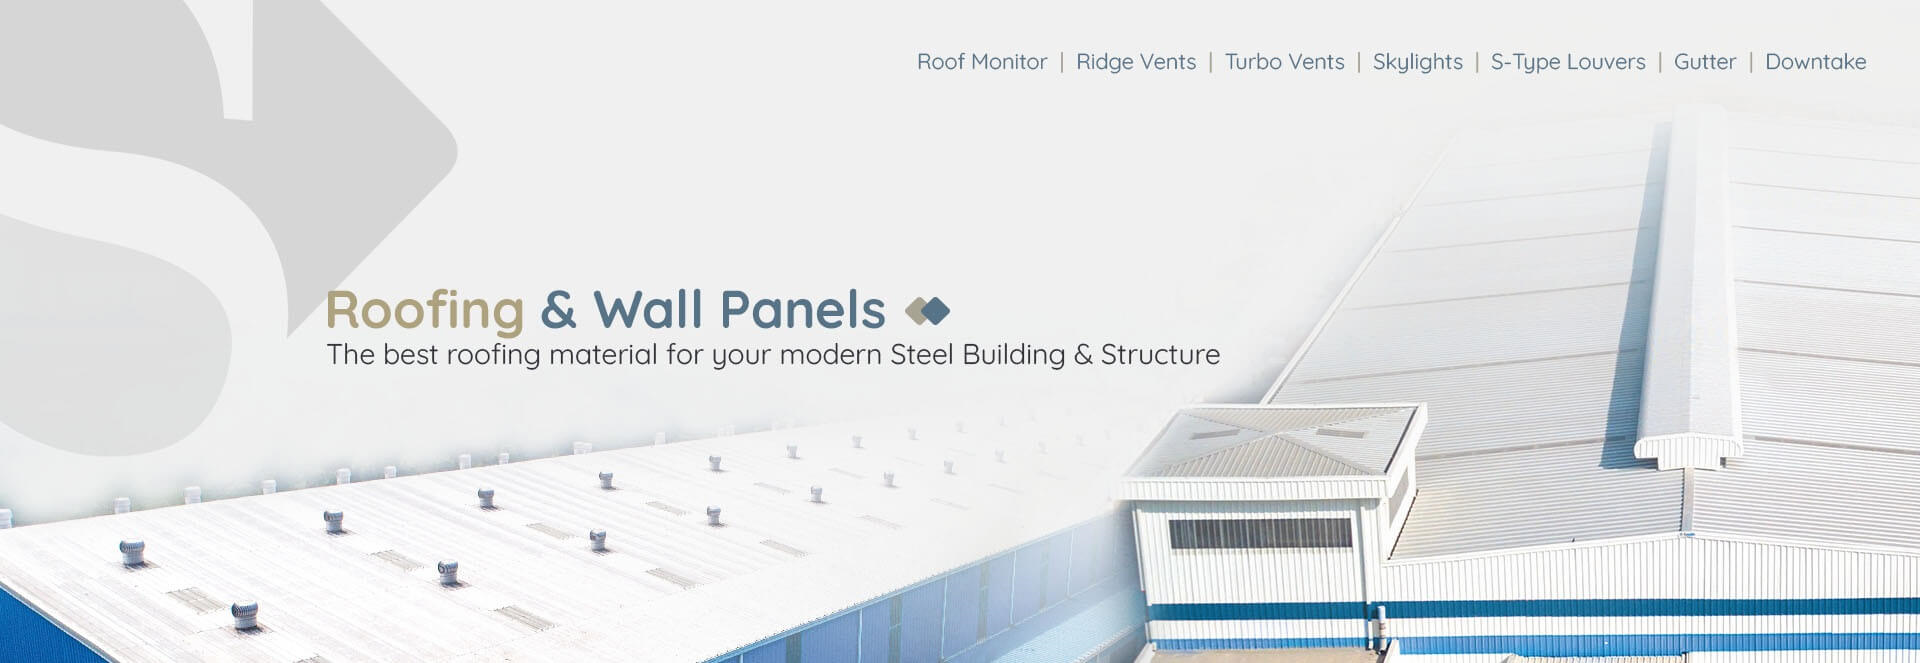 Roof Monitor | Ridge Vents | Turbo Vents | Skylights | S-Type Louvers | Gutter | Downtake
Roofing & Wall Panels
The best roofing material for your modern Steel Building & Structure